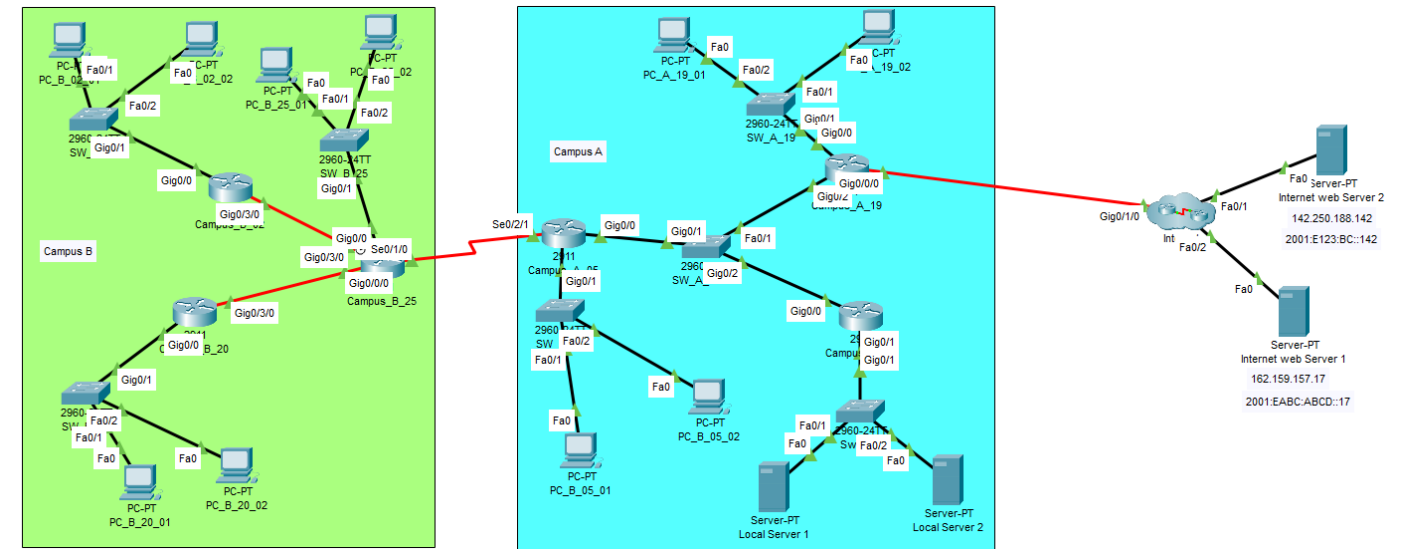 PC-PT
Fa0/1
Fa0
Fa0/2
2960-24TT
Gig0/1
Gig0/0
Gig0/3/0
PC-PT
PC_B_25_01
Fa0
Fa0/1
Fa0
Fa0/2
2960-24TT
SW_B_25
Gig0/1
Campus B
Gig0/0
Se0/1/0
Gig0/3/0
Gig0/0/0
Campus_B_25
Gig0/3/0
Gig0/0
Gig0/1
Fa0/2
Fa0/1
Fa0
Fa0
PC-PT
PC_B_20_01
PC-PT
PC_B_20_02
Campus A
PC-PT
PC_A_19_01
Fa0
Fa0/2
Fa0
Fa0/1
2960-24TT
SW_A_19
Gig0/1
Gig0/0
Gig0/0/0
Gig0/2
Se0/2/1
2911
Gig0/0
Gig0/1
Fa0/1
Gig0/2
Gig0/1
Fa0/2
Fa0/1
Fa0
Fa0
PC-PT
PC_B_05_02
PC-PT
PC_B_05_01
Gig0/0
Gig0/1
Gig0/1
2960-24TT
Fa0/1
Fa0
Fa0/2
Fa0
Server-PT
Local Server 1
Server-PT
Local Server 2
Gig0/1/0
Int
Fa0/1
Fa0/2
Fa0
Server-PT
Internet web Server 2
142.250.188.142
2001:E123:BC::142
Fa0
Server-PT
Internet web Server 1
162.159.157.17
2001:EABC:ABCD::17